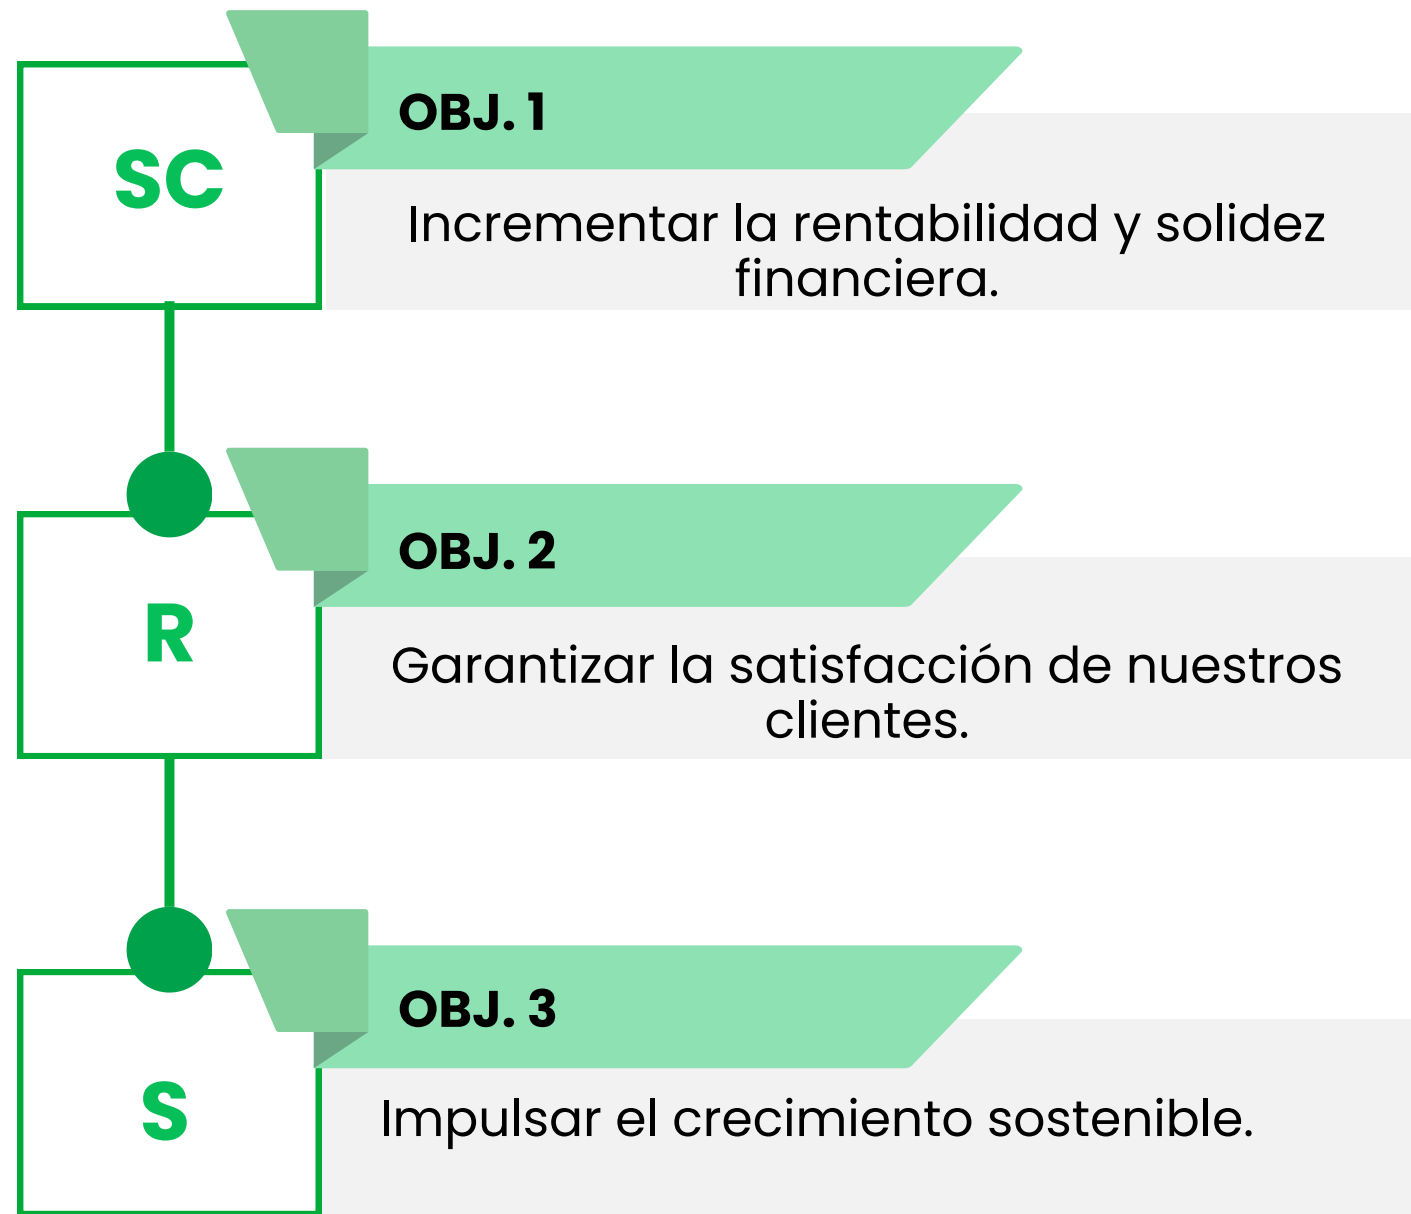 OBJ. 1
SC
Incrementar la rentabilidad y solidez
financiera.
OBJ. 2
R
Garantizar la satisfacción de nuestros
clientes.
OBJ. 3
S
Impulsar el crecimiento sostenible.